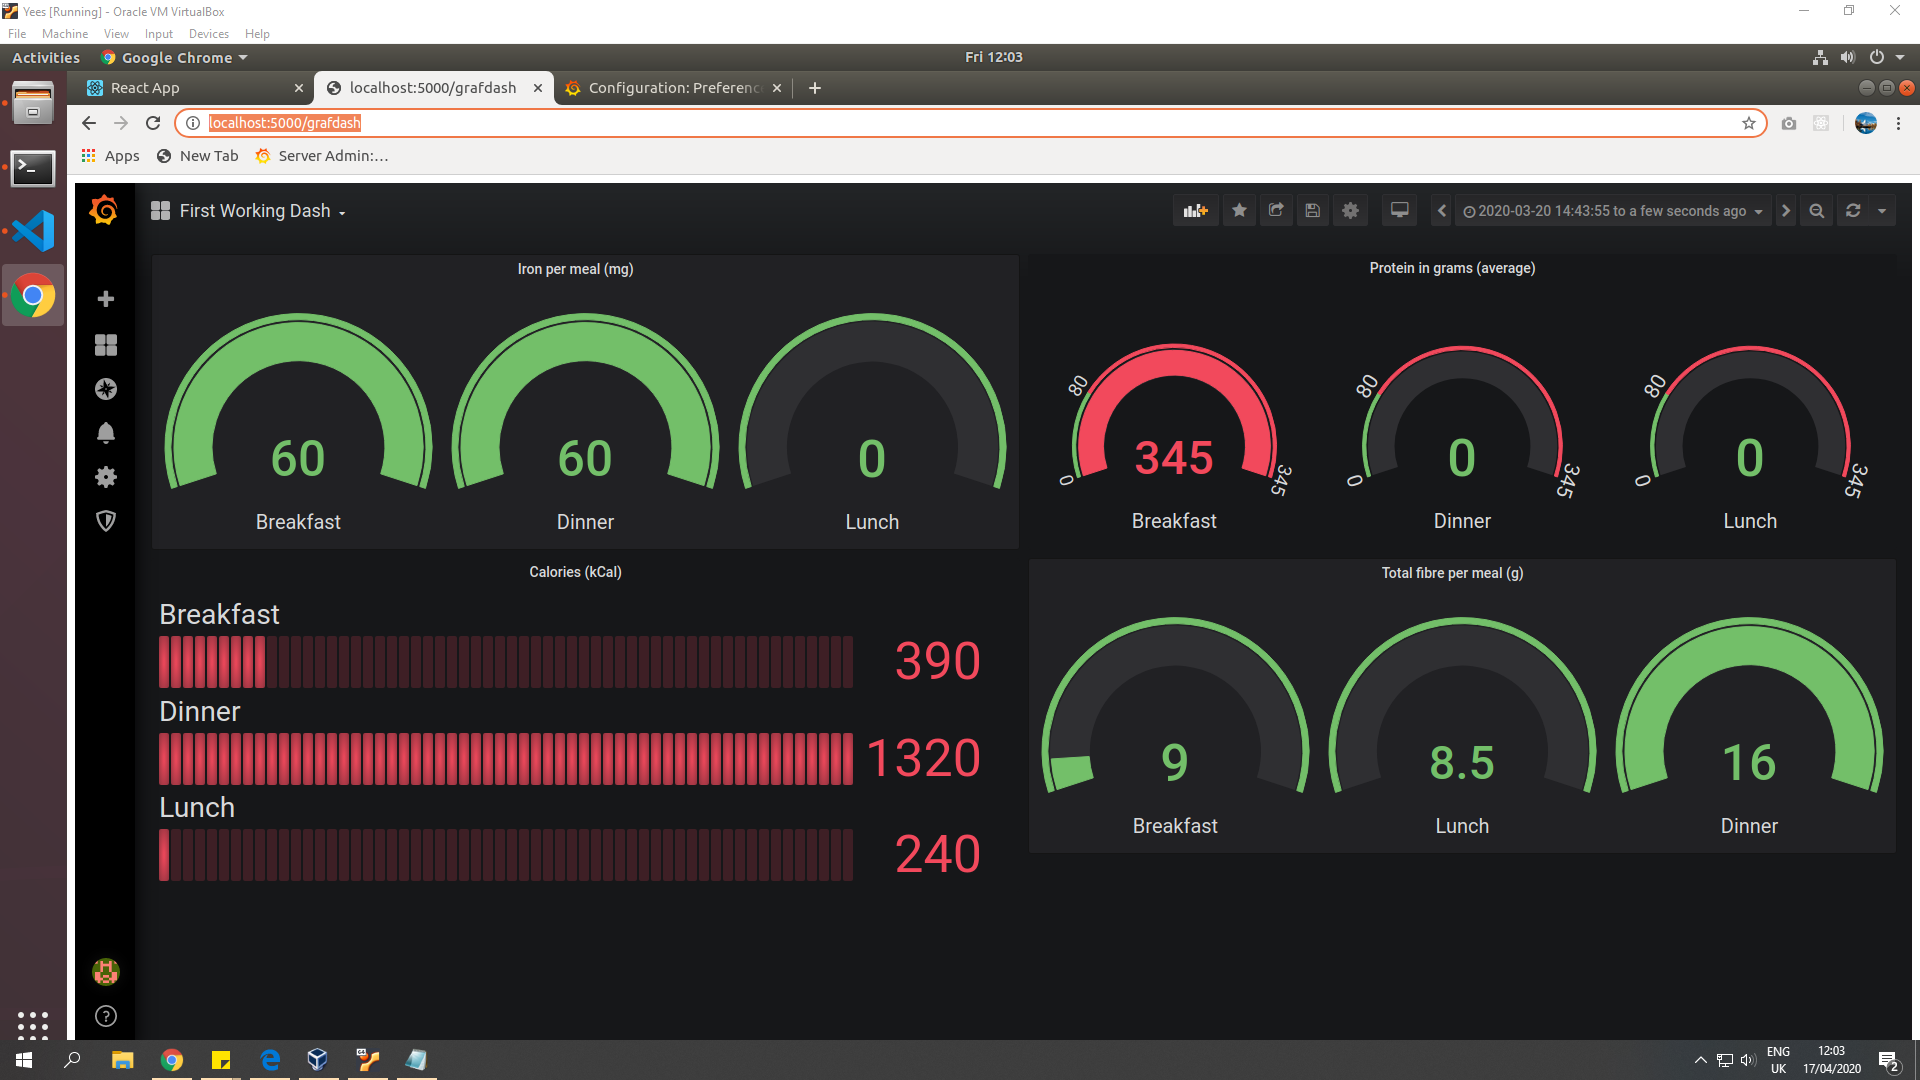 Yees [Running] - Oracle VM VirtualBox
File Machine View Input Devices Help
Activities Google Chrome Fri 12:03
React App localhost:5000/grafdash Configuration: Preferenc
localhost:5000/grafdash
Apps New Tab Server Admin:...
First Working Dash 2020-03-20 14:43:55 to a few seconds ago
Iron per meal (mg)
60 60 0
Breakfast Dinner Lunch
Protein in grams (average)
80 80 80
345 0 0
0 345 0 345 0 345
Breakfast Dinner Lunch
Calories (kCal)
Breakfast
390
Dinner
1320
Lunch
240
Total fibre per meal (g)
9 8.5 16
Breakfast Lunch Dinner
ENG 12:03
UK 17/04/2020 2